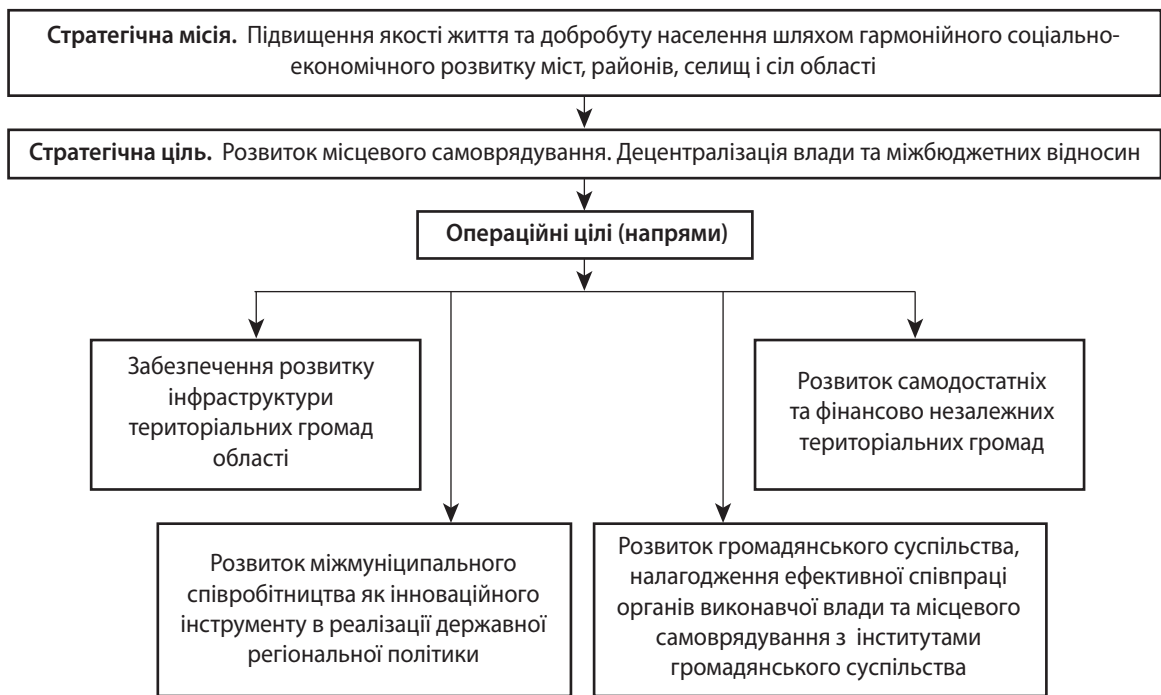 Стратегічна місія. Підвищення якості життя та добробуту населення шляхом гармонійного соціально-
економічного розвитку міст, районів, селищ і сіл області
Стратегічна ціль. Розвиток місцевого самоврядування. Децентралізація влади та міжбюджетних відносин
Операційні цілі (напрями)
Забезпечення розвитку
інфраструктури
територіальних громад
області
Розвиток самодостатніх
та фінансово незалежних
територіальних громад
Розвиток міжмуніципального
співробітництва як інноваційного
інструменту в реалізації державної
регіональної політики
Розвиток громадянського суспільства,
налагодження ефективної співпраці
органів виконавчої влади та місцевого
самоврядування з інститутами
громадянського суспільства